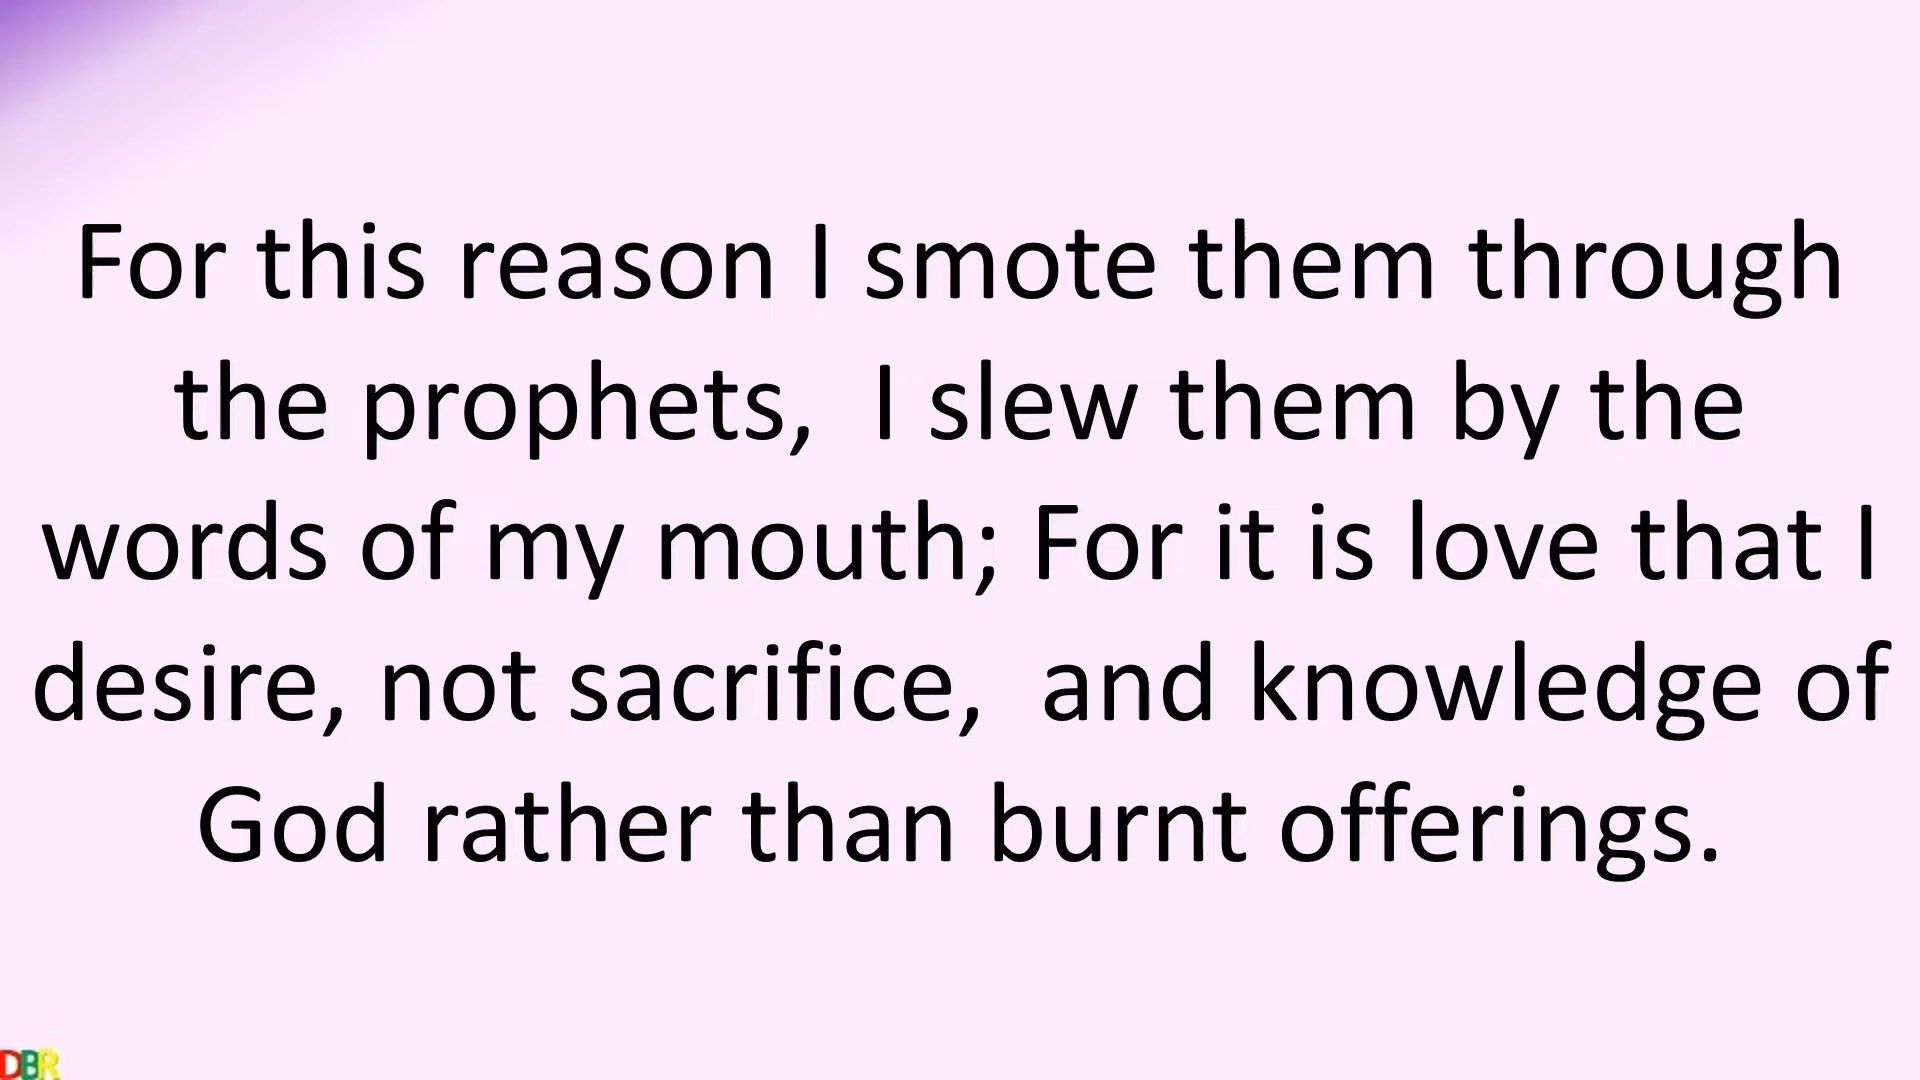 For this reason I smote them through
the prophets,  I slew them by the
words of my mouth; For it is love that I
desire, not sacrifice,  and knowledge of
God rather than burnt offerings.
DBR